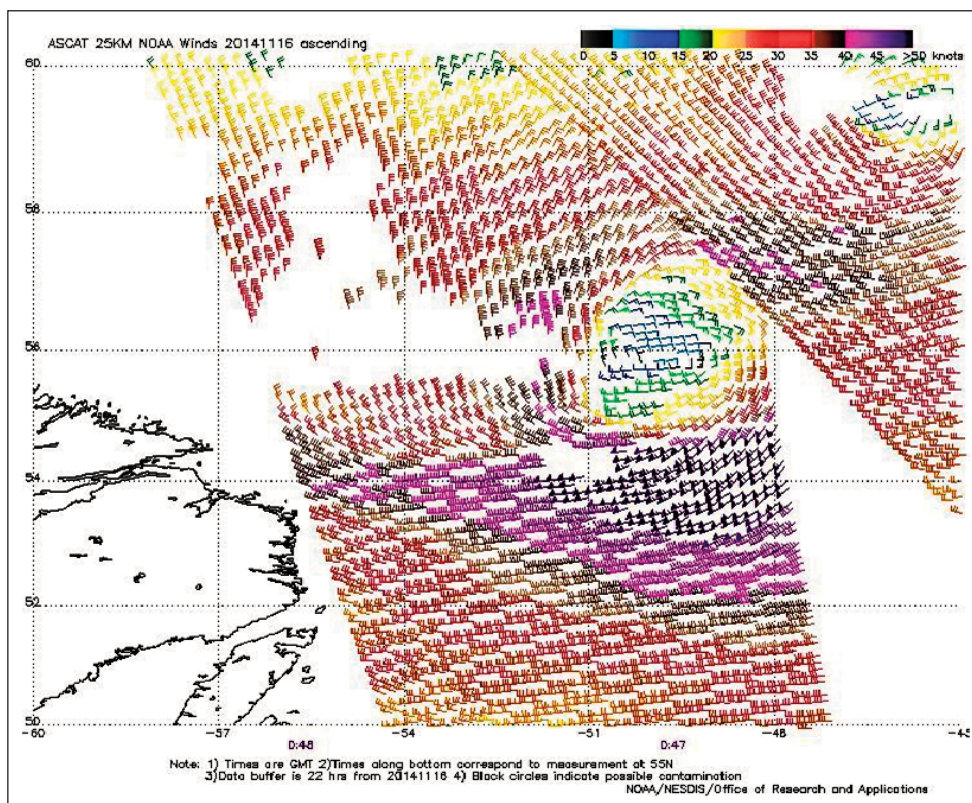 ASCAT 25KM NOAA Winds 20141116 ascending
0 5 10 15 20 25 30 35 40 45 >50 knots
60
58
56
54
52
50
-60 -57 -54 -51 -48 -45
0:48 0:47
Note: 1) Times are GMT 2)Times along bottom correspond to measurement at 55N
3)Data buffer is 22 hrs from 20141116 4) Black circles indicate possible contamination
NOAA/NESDIS/Office of Research and Applications